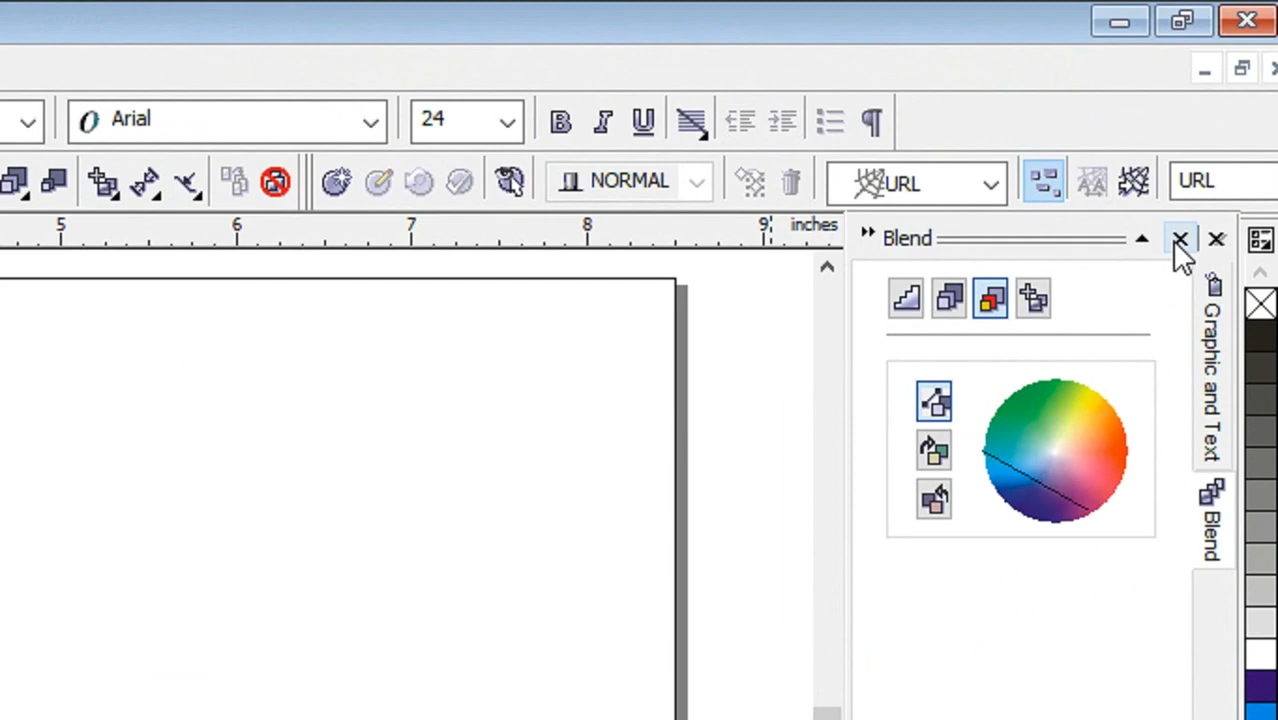 Arial 24
NORMAL URL URL
5 6 7 8 9 inches
Blend
Graphic and Text
Blend